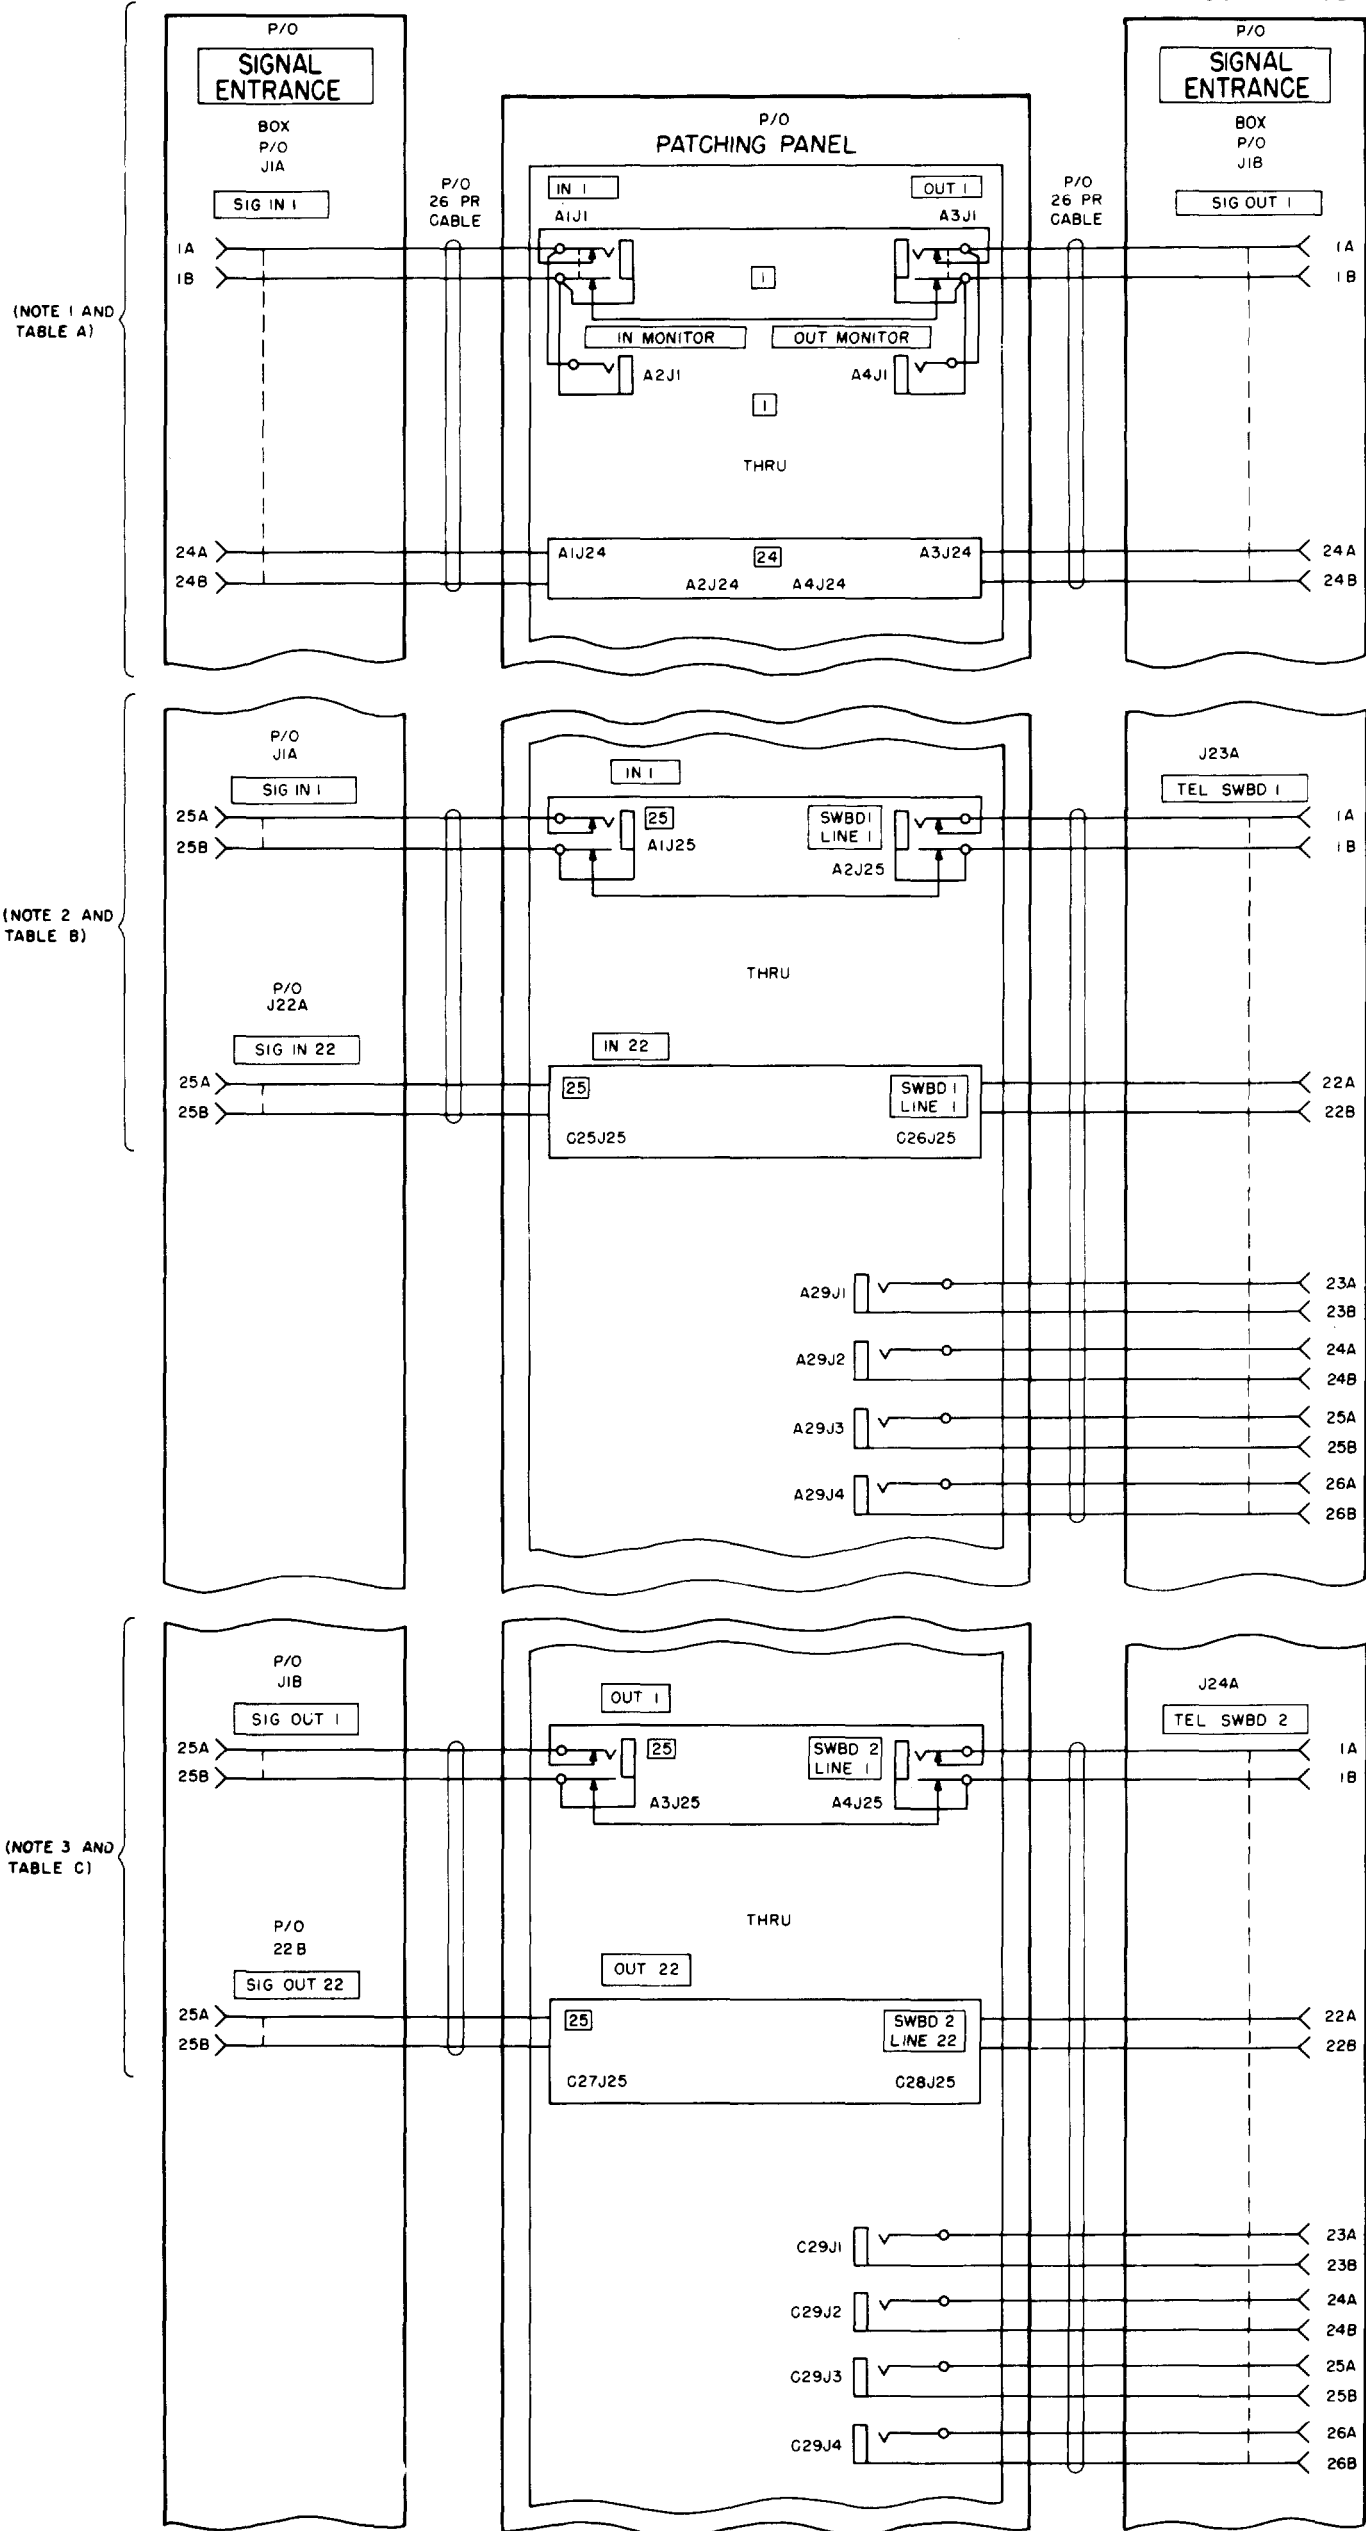 P/O
SIGNAL
ENTRANCE
BOX
P/O
J1A
SIG IN 1
1A
1B
(NOTE 1 AND
TABLE A)
24A
24B
P/O
26 PR
CABLE
P/O
PATCHING PANEL
IN 1
OUT 1
A1J1
A3J1
1
IN MONITOR
OUT MONITOR
A2J1
A4J1
1
THRU
A1J24
24
A3J24
A2J24
A4J24
P/O
26 PR
CABLE
P/O
SIGNAL
ENTRANCE
BOX
P/O
J1B
SIG OUT 1
1A
1B
24A
24B
P/O
J1A
SIG IN 1
25A
25B
(NOTE 2 AND
TABLE B)
P/O
J22A
SIG IN 22
25A
25B
IN 1
25
A1J25
SWBD1
LINE 1
A2J25
THRU
IN 22
25
SWBD 1
LINE 1
C25J25
C26J25
A29J1
A29J2
A29J3
A29J4
J23A
TEL SWBD 1
1A
1B
22A
22B
23A
23B
24A
24B
25A
25B
26A
26B
P/O
J1B
SIG OUT 1
25A
25B
(NOTE 3 AND
TABLE C)
P/O
22B
SIG OUT 22
25A
25B
OUT 1
25
A3J25
SWBD 2
LINE 1
A4J25
THRU
OUT 22
25
SWBD 2
LINE 22
C27J25
C28J25
C29J1
C29J2
C29J3
C29J4
J24A
TEL SWBD 2
1A
1B
22A
22B
23A
23B
24A
24B
25A
25B
26A
26B